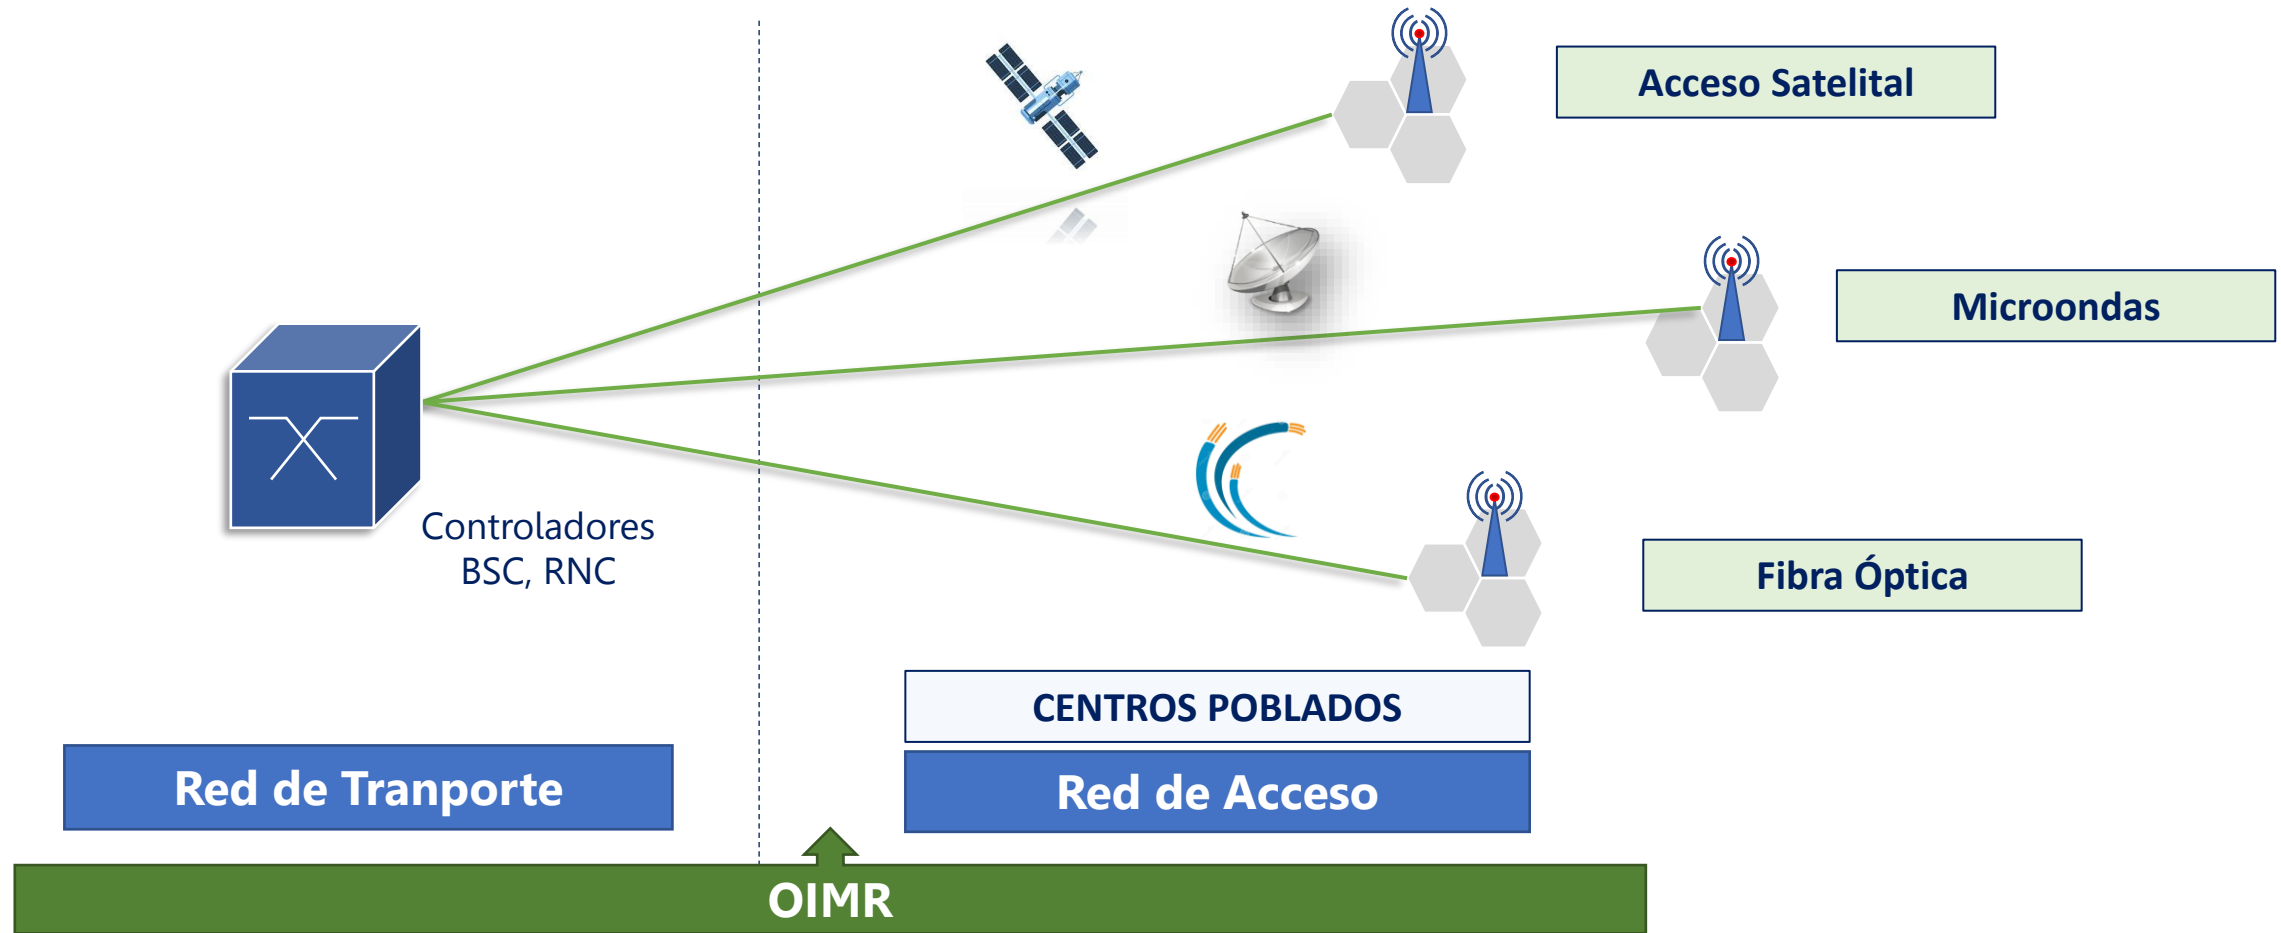 Acceso Satelital
Microondas
Controladores
BSC, RNC
Fibra Óptica
CENTROS POBLADOS
Red de Tranporte
Red de Acceso
OIMR